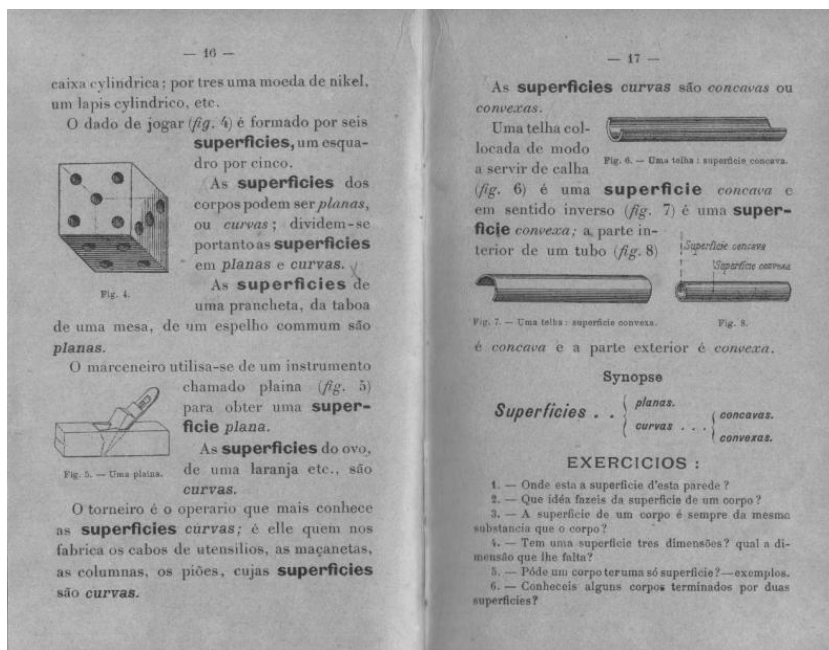 — 16 —
caixa cylindrica; por tres uma moeda de nikel,
um lapis cylindrico, etc.
O dado de jogar (fig. 4) é formado por seis
superficies, um esqua-
dro por cinco.
As superficies dos
corpos podem ser planas,
ou curvas; dividem-se
portanto as superficies
em planas e curvas.
Fig. 4.
As superficies de
uma prancheta, da taboa
de uma mesa, de um espelho commum são
planas.
O marceneiro utilisa-se de um instrumento
chamado plaina (fig. 5)
para obter uma super-
ficie plana.
Fig. 5. — Uma plaina.
As superficies do ovo,
de uma laranja etc., são
curvas.
O torneiro é o operario que mais conhece
as superficies curvas; é elle quem nos
fabrica os cabos de utensilios, as maçanetas,
as columnas, os piões, cujas superficies
são curvas.
— 17 —
As superficies curvas são concavas ou
convexas.
Uma telha col-
locada de modo
a servir de calha
Fig. 6. — Uma telha: superficie concava.
(fig. 6) é uma superficie concava e
em sentido inverso (fig. 7) é uma super-
ficie convexa; a parte in-
terior de um tubo (fig. 8)
Superficie concava
Superficie convexa
Fig. 7. — Uma telha: superficie convexa.
Fig. 8.
é concava e a parte exterior é convexa.
Synopse
Superfícies . . planas.
curvas . . . concavas.
convexas.
EXERCICIOS :
1. — Onde esta a superficie d'esta parede ?
2. — Que idéa fazeis da superficie de um corpo ?
3. — A superficie de um corpo é sempre da mesma
substancia que o corpo ?
4. — Tem uma superficie tres dimensões? qual a di-
mensão que lhe falta?
5. — Póde um corpo ter uma só superficie? — exemplos.
6. — Conheceis alguns corpos terminados por duas
superficies?